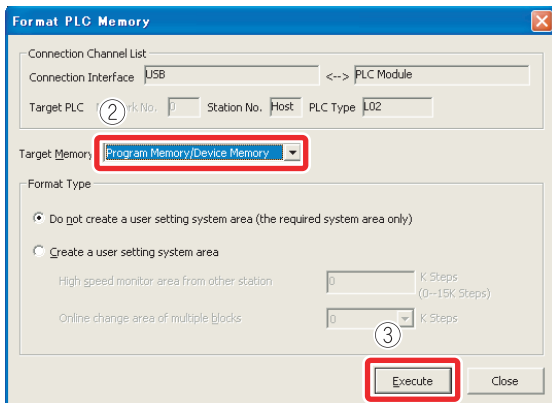 Format PLC Memory
Connection Channel List
Connection Interface USB <--> PLC Module
Target PLC No. 0 Station No. Host PLC Type L02
②
Target Memory Program Memory/Device Memory
Format Type
Do not create a user setting system area (the required system area only)
Create a user setting system area
High speed monitor area from other station 0 K Steps
(0--15K Steps)
Online change area of multiple blocks 0 K Steps
③
Execute Close